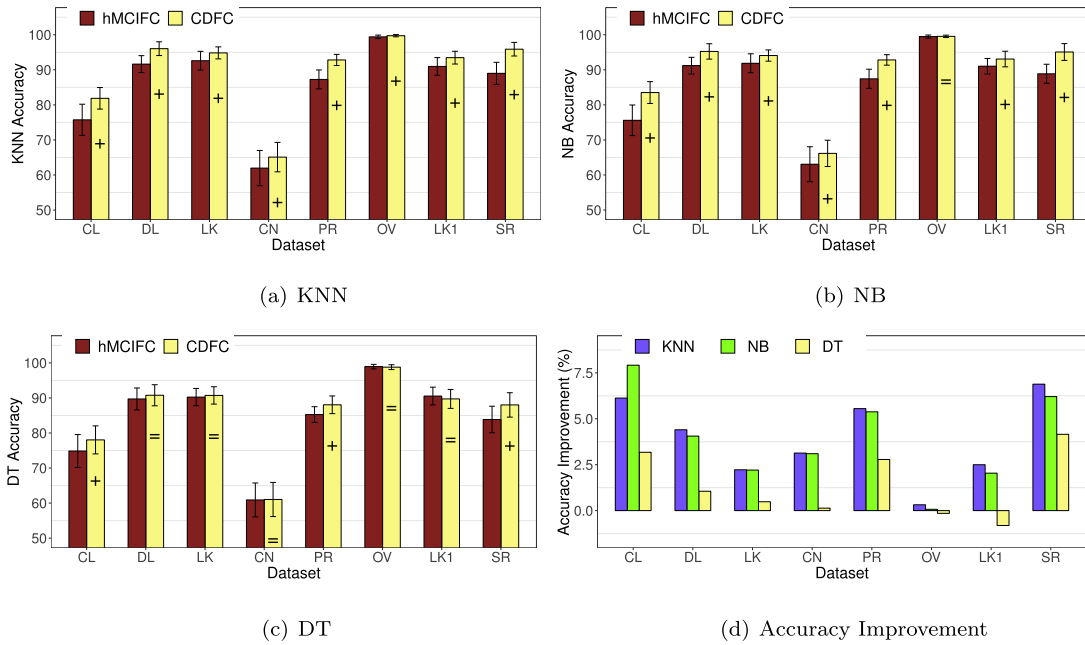 hMCIFC CDFC
KNN Accuracy
100
90
80
70
60
50
+ + + + + + + +
CL DL LK CN PR OV LK1 SR
Dataset
(a) KNN
hMCIFC CDFC
NB Accuracy
100
90
80
70
60
50
+ + + + + = + +
CL DL LK CN PR OV LK1 SR
Dataset
(b) NB
hMCIFC CDFC
DT Accuracy
100
90
80
70
60
50
+ = = = + = = +
CL DL LK CN PR OV LK1 SR
Dataset
(c) DT
KNN NB DT
Accuracy Improvement (%)
7.5
5.0
2.5
0.0
CL DL LK CN PR OV LK1 SR
Dataset
(d) Accuracy Improvement